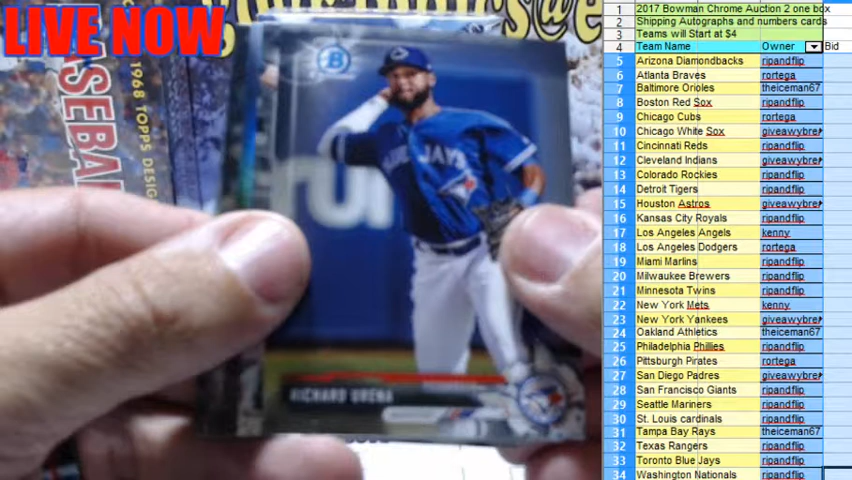 LIVE NOW
1968 TOPPS DESIG
B
BLUE JAYS
RICHARD URENA
1 2017 Bowman Chrome Auction 2 one box
2 Shipping Autographs and numbers cards
3 Teams will Start at $4
4 Team Name Owner Bid
5 Arizona Diamondbacks ripandflip
6 Atlanta Braves rortega
7 Baltimore Orioles theiceman67
8 Boston Red Sox ripandflip
9 Chicago Cubs rortega
10 Chicago White Sox giveawybre
11 Cincinnati Reds ripandflip
12 Cleveland Indians giveawybre
13 Colorado Rockies ripandflip
14 Detroit Tigers ripandflip
15 Houston Astros giveawybre
16 Kansas City Royals ripandflip
17 Los Angeles Angels kenny
18 Los Angeles Dodgers rortega
19 Miami Marlins ripandflip
20 Milwaukee Brewers ripandflip
21 Minnesota Twins ripandflip
22 New York Mets kenny
23 New York Yankees giveawybre
24 Oakland Athletics theiceman67
25 Philadelphia Phillies ripandflip
26 Pittsburgh Pirates rortega
27 San Diego Padres giveawybre
28 San Francisco Giants ripandflip
29 Seattle Mariners ripandflip
30 St. Louis cardinals ripandflip
31 Tampa Bay Rays theiceman67
32 Texas Rangers ripandflip
33 Toronto Blue Jays ripandflip
34 Washington Nationals ripandflip